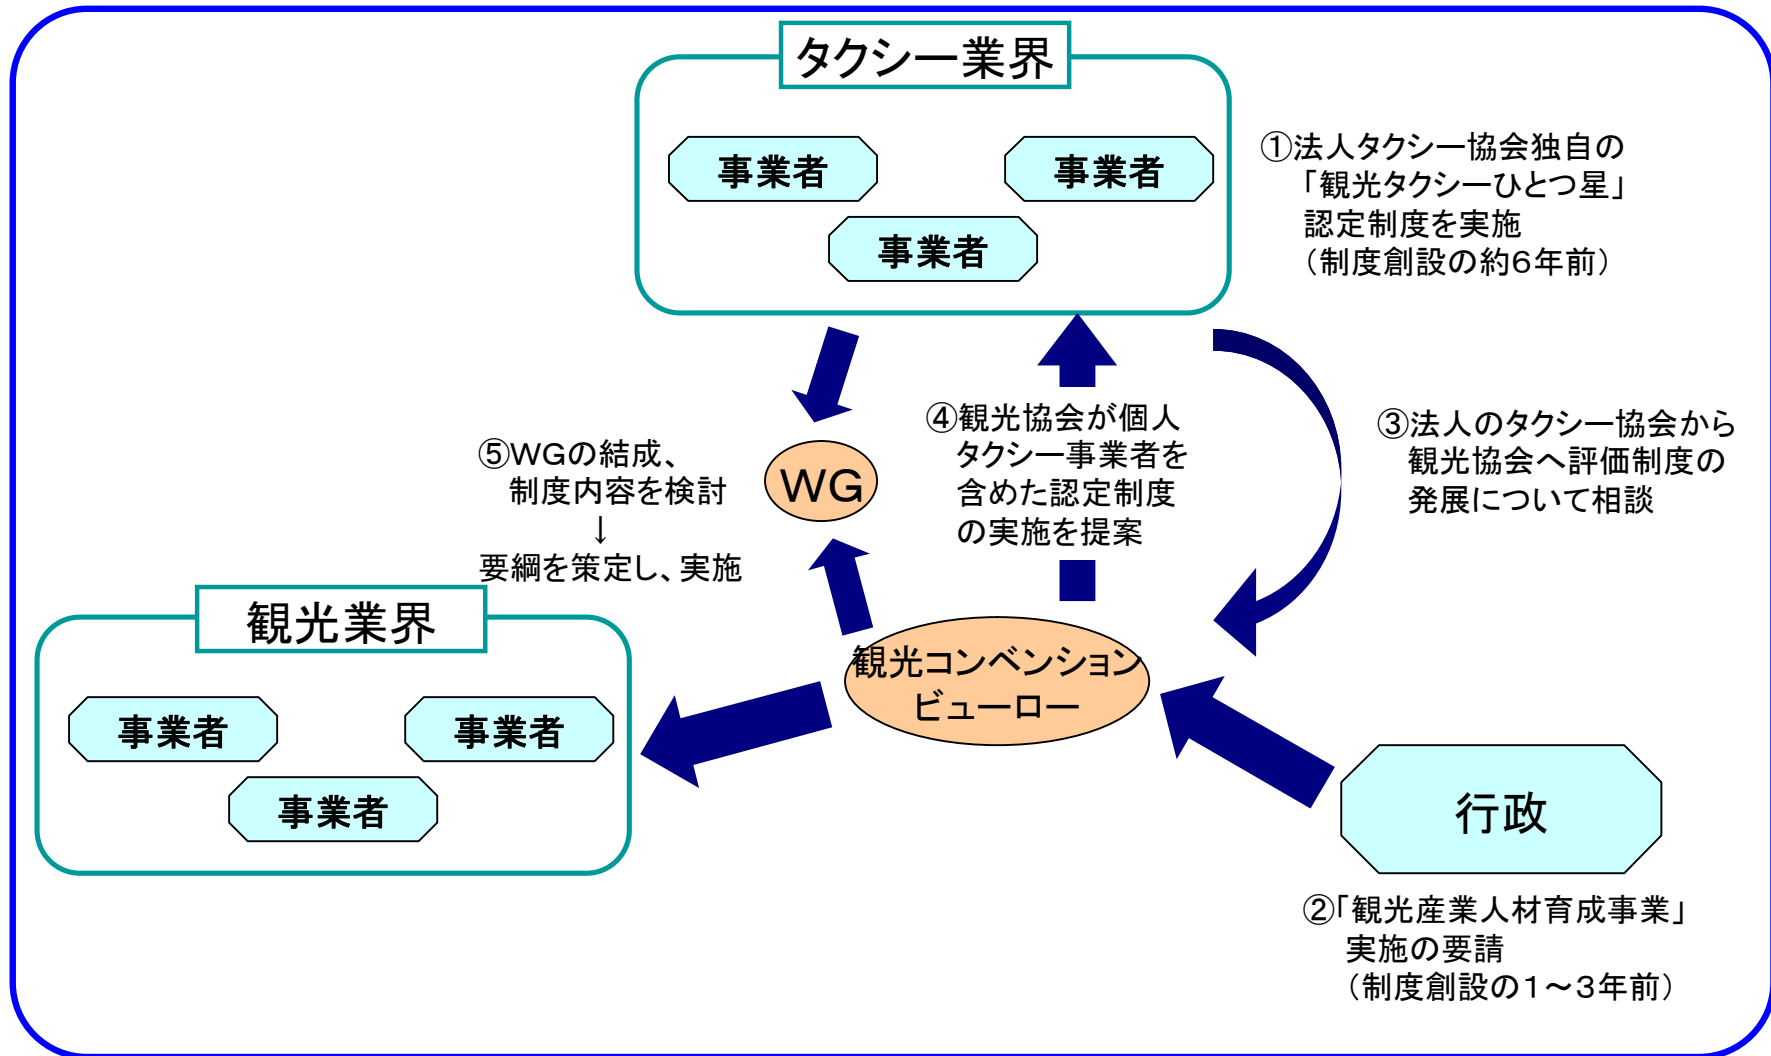 タクシー業界
事業者
事業者
事業者
①法人タクシー協会独自の
「観光タクシーひとつ星」
認定制度を実施
（制度創設の約６年前）
④観光協会が個人
タクシー事業者を
含めた認定制度
の実施を提案
③法人のタクシー協会から
観光協会へ評価制度の
発展について相談
⑤WGの結成、
制度内容を検討
↓
要綱を策定し、実施
WG
観光業界
事業者
事業者
事業者
観光コンベンション
ビューロー
行政
②「観光産業人材育成事業」
実施の要請
（制度創設の１～３年前）